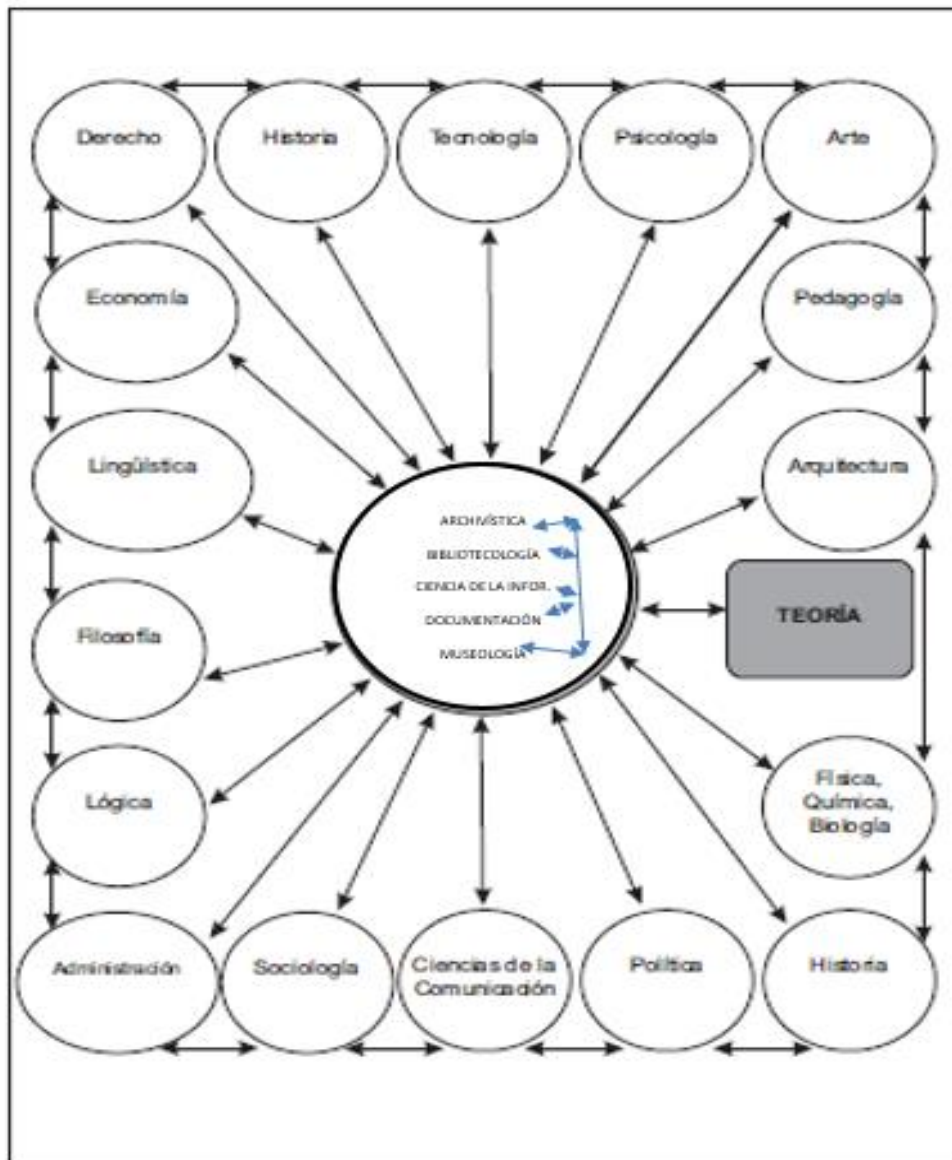 Derecho
Historia
Tecnología
Psicología
Arte
Economía
Pedagogía
Lingüística
Arquitectura
ARCHIVÍSTICA
BIBLIOTECOLOGÍA
CIENCIA DE LA INFOR.
DOCUMENTACIÓN
MUSEOLOGÍA
TEORÍA
Filosofía
Lógica
Física,
Química,
Biología
Administración
Sociología
Ciencias de la
Comunicación
Política
Historia